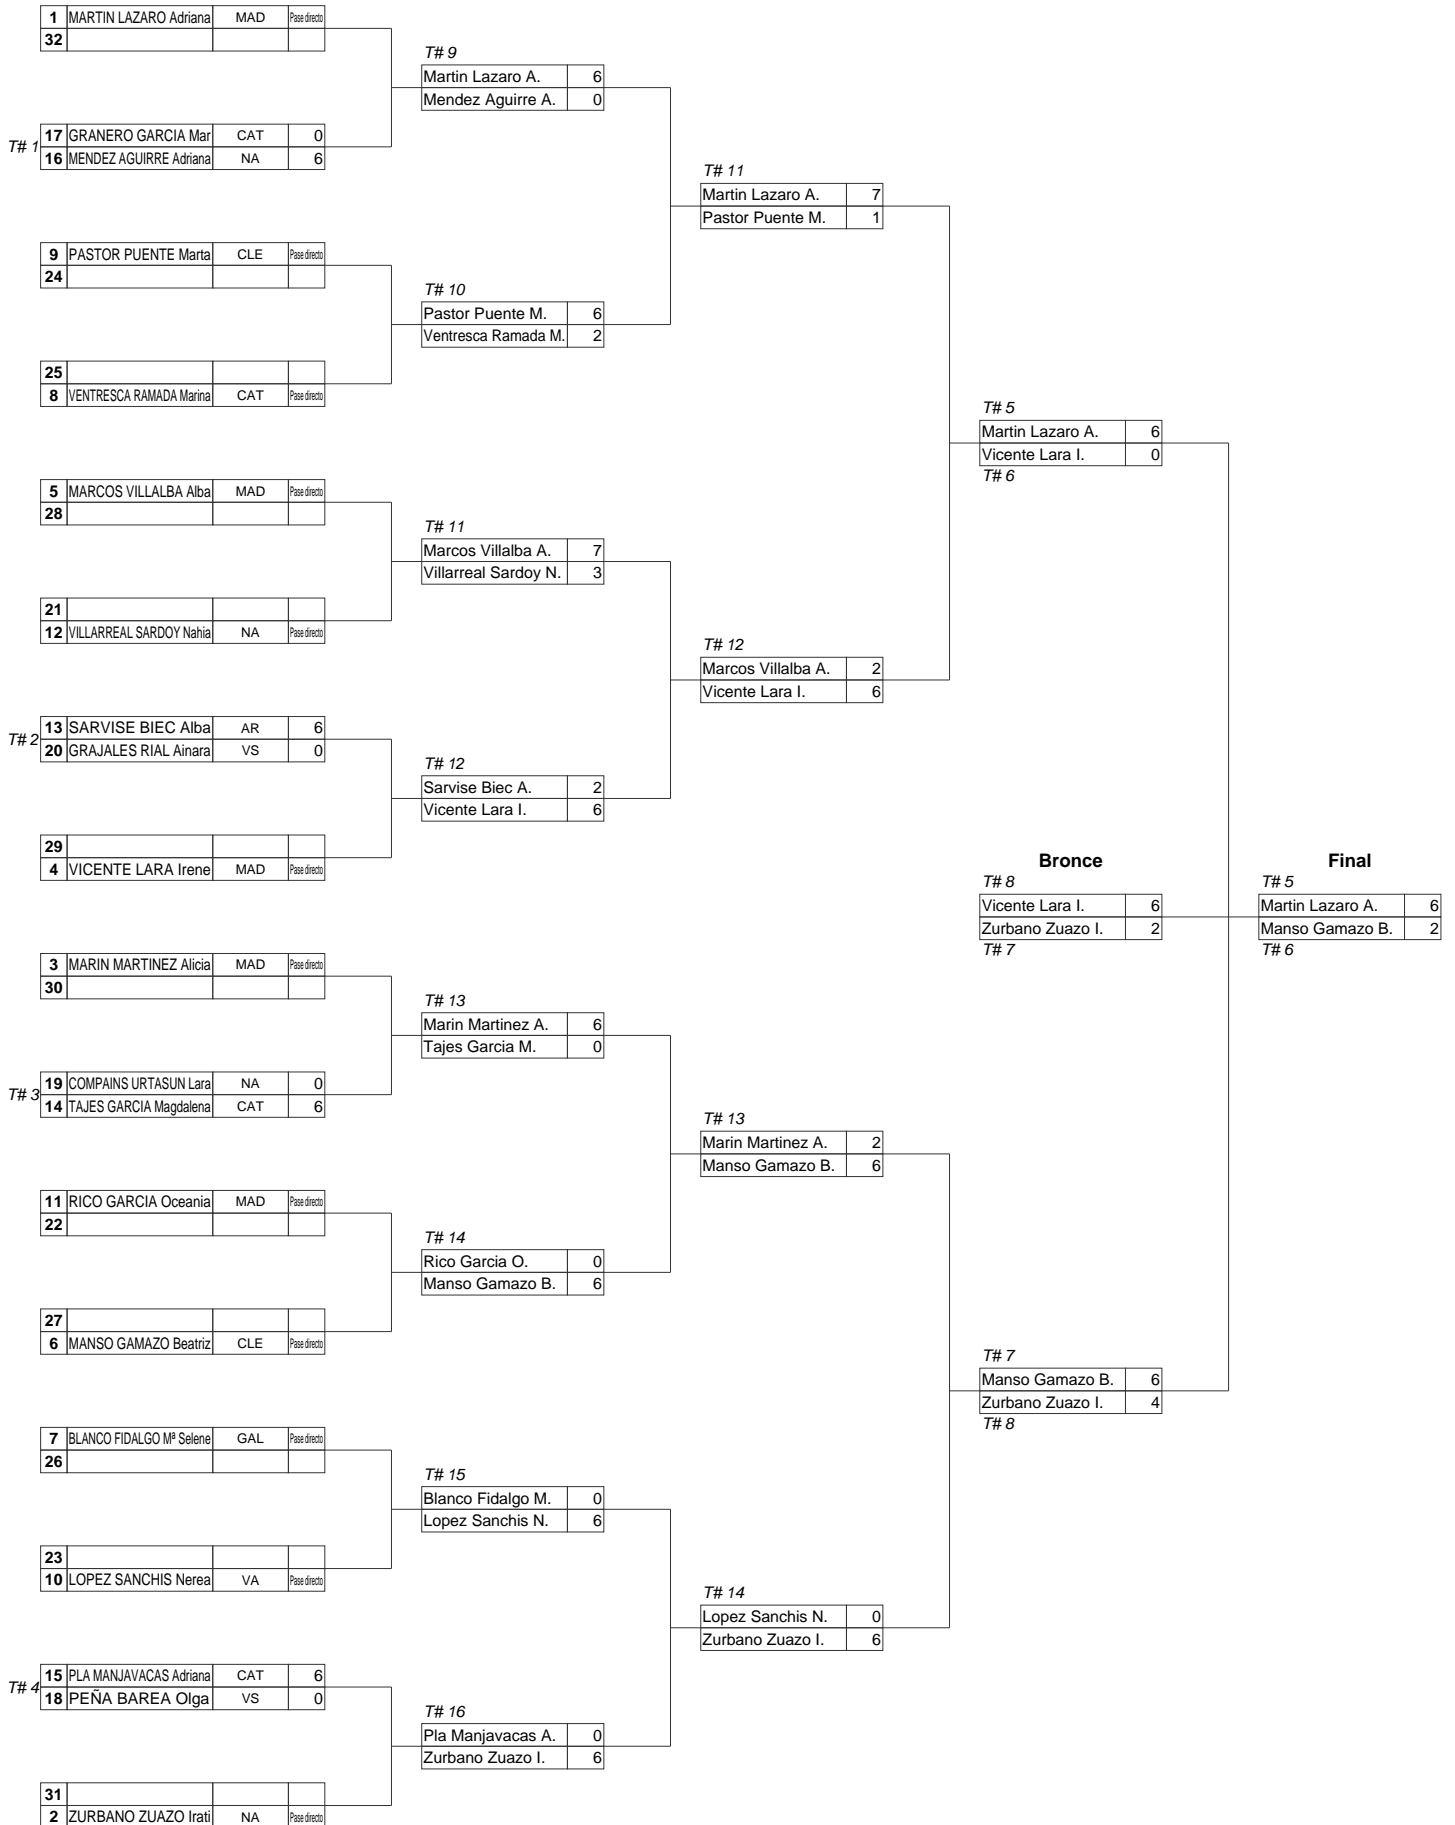 1 MARTIN LAZARO Adriana MAD Pase directo
32
T# 1
17 GRANERO GARCIA Mar CAT 0
16 MENDEZ AGUIRRE Adriana NA 6
9 PASTOR PUENTE Marta CLE Pase directo
24
25
8 VENTRESCA RAMADA Marina CAT Pase directo
5 MARCOS VILLALBA Alba MAD Pase directo
28
21
12 VILLARREAL SARDOY Nahia NA Pase directo
T# 2
13 SARVISE BIEC Alba AR 6
20 GRAJALES RIAL Ainara VS 0
29
4 VICENTE LARA Irene MAD Pase directo
3 MARIN MARTINEZ Alicia MAD Pase directo
30
T# 3
19 COMPAINS URTASUN Lara NA 0
14 TAJES GARCIA Magdalena CAT 6
11 RICO GARCIA Oceania MAD Pase directo
22
27
6 MANSO GAMAZO Beatriz CLE Pase directo
7 BLANCO FIDALGO Mª Selene GAL Pase directo
26
23
10 LOPEZ SANCHIS Nerea VA Pase directo
T# 4
15 PLA MANJAVACAS Adriana CAT 6
18 PEÑA BAREA Olga VS 0
31
2 ZURBANO ZUAZO Irati NA Pase directo
T# 9
Martin Lazaro A. 6
Mendez Aguirre A. 0
T# 10
Pastor Puente M. 6
Ventresca Ramada M. 2
T# 11
Marcos Villalba A. 7
Villarreal Sardoy N. 3
T# 12
Sarvise Biec A. 2
Vicente Lara I. 6
T# 13
Marin Martinez A. 6
Tajes Garcia M. 0
T# 14
Rico Garcia O. 0
Manso Gamazo B. 6
T# 15
Blanco Fidalgo M. 0
Lopez Sanchis N. 6
T# 16
Pla Manjavacas A. 0
Zurbano Zuazo I. 6
T# 11
Martin Lazaro A. 7
Pastor Puente M. 1
T# 12
Marcos Villalba A. 2
Vicente Lara I. 6
T# 13
Marin Martinez A. 2
Manso Gamazo B. 6
T# 14
Lopez Sanchis N. 0
Zurbano Zuazo I. 6
T# 5
Martin Lazaro A. 6
Vicente Lara I. 0
T# 6
Bronce
T# 8
Vicente Lara I. 6
Zurbano Zuazo I. 2
T# 7
T# 7
Manso Gamazo B. 6
Zurbano Zuazo I. 4
T# 8
Final
T# 5
Martin Lazaro A. 6
Manso Gamazo B. 2
T# 6